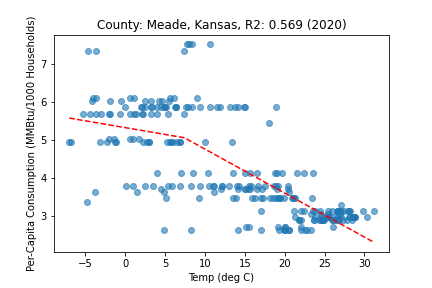 County: Meade, Kansas, R2: 0.569 (2020)
Per-Capita Consumption (MMBtu/1000 Households)
7
6
5
4
3
−5 0 5 10 15 20 25 30
Temp (deg C)